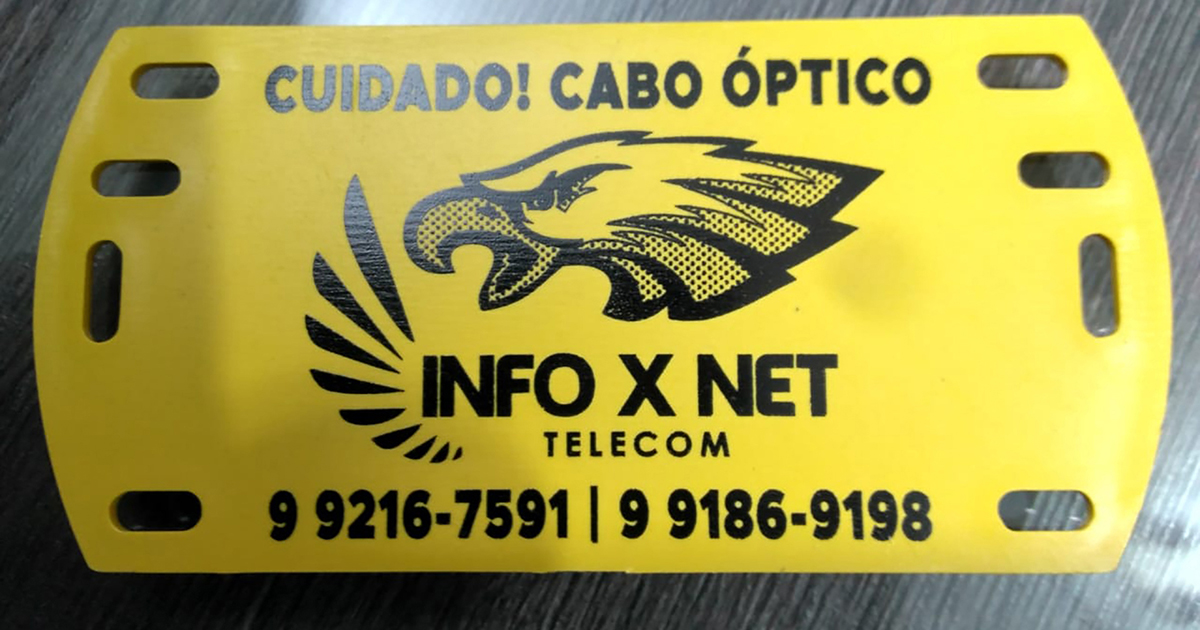 CUIDADO! CABO ÓPTICO
INFO X NET
TELECOM
9 9216-7591 | 9 9186-9198